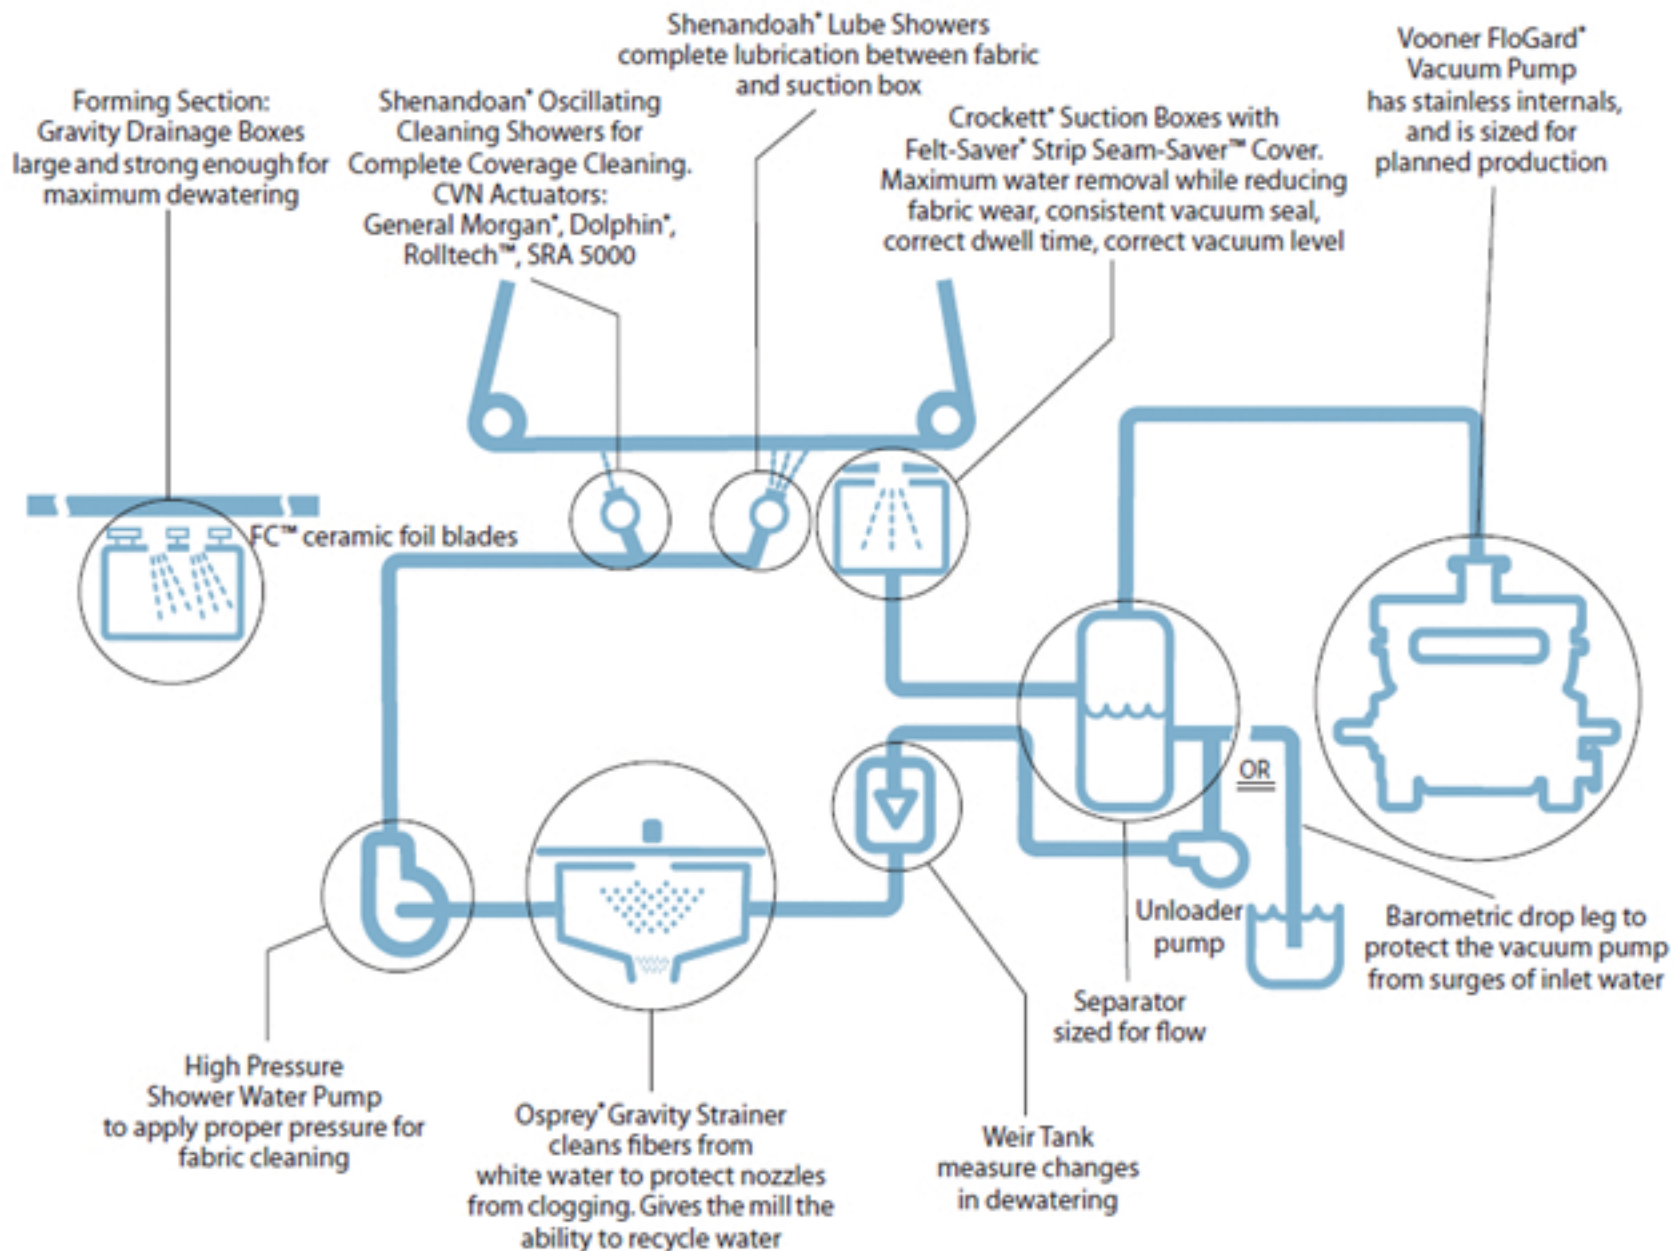 Shenandoah* Lube Showers
complete lubrication between fabric
and suction box
Vooner FloGard*
Vacuum Pump
has stainless internals,
and is sized for
planned production
Forming Section:
Gravity Drainage Boxes
large and strong enough for
maximum dewatering
Shenandoan* Oscillating
Cleaning Showers for
Complete Coverage Cleaning.
CVN Actuators:
General Morgan*, Dolphin*,
Rolltech™, SRA 5000
Crockett* Suction Boxes with
Felt-Saver* Strip Seam-Saver™ Cover.
Maximum water removal while reducing
fabric wear, consistent vacuum seal,
correct dwell time, correct vacuum level
FC™ ceramic foil blades
OR
Unloader
pump
Barometric drop leg to
protect the vacuum pump
from surges of inlet water
Separator
sized for flow
High Pressure
Shower Water Pump
to apply proper pressure for
fabric cleaning
Osprey* Gravity Strainer
cleans fibers from
white water to protect nozzles
from clogging. Gives the mill the
ability to recycle water
Weir Tank
measure changes
in dewatering